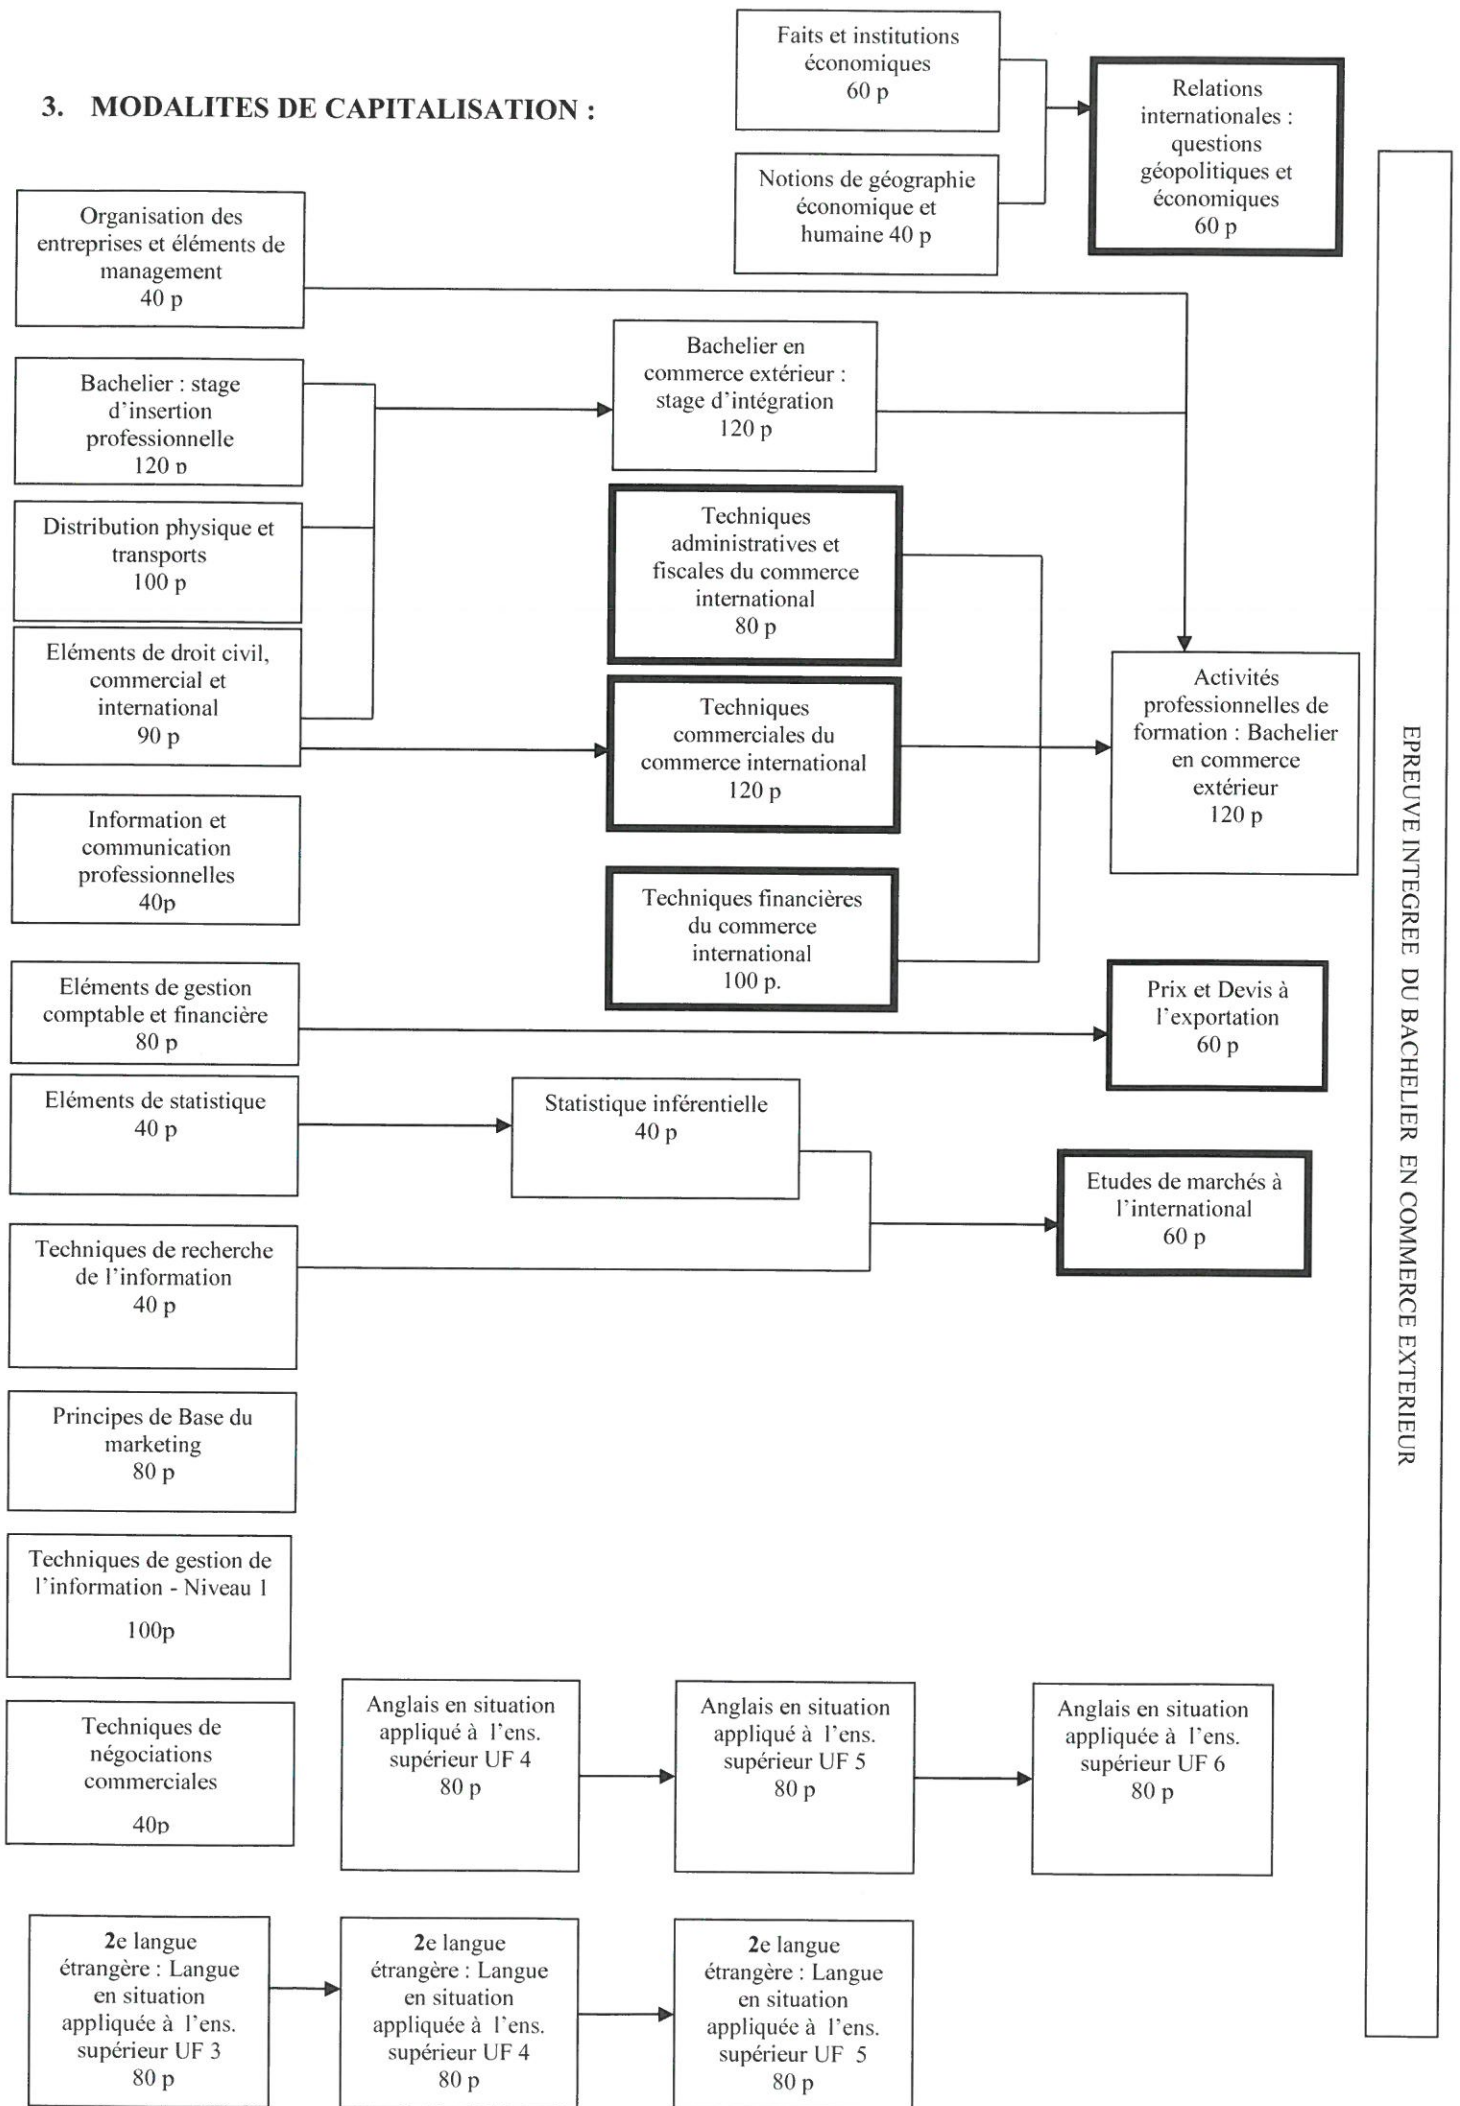 Faits et institutions
économiques
60 p
3. MODALITES DE CAPITALISATION :
Relations
internationales :
questions
géopolitiques et
économiques
60 p
Notions de géographie
économique et
humaine 40 p
Organisation des
entreprises et éléments de
management
40 p
Bachelier : stage
d'insertion
professionnelle
120 p
Bachelier en
commerce extérieur :
stage d'intégration
120 p
Distribution physique et
transports
100 p
Techniques
administratives et
fiscales du commerce
international
80 p
Eléments de droit civil,
commercial et
international
90 p
Techniques
commerciales du
commerce international
120 p
Activités
professionnelles de
formation : Bachelier
en commerce
extérieur
120 p
Information et
communication
professionnelles
40p
Techniques financières
du commerce
international
100 p.
Eléments de gestion
comptable et financière
80 p
Prix et Devis à
l'exportation
60 p
Eléments de statistique
40 p
Statistique inférentielle
40 p
Etudes de marchés à
l'international
60 p
Techniques de recherche
de l'information
40 p
Principes de Base du
marketing
80 p
Techniques de gestion de
l'information - Niveau 1
100p
Techniques de
négociations
commerciales
40p
Anglais en situation
appliqué à l'ens.
supérieur UF 4
80 p
Anglais en situation
appliqué à l'ens.
supérieur UF 5
80 p
Anglais en situation
appliquée à l'ens.
supérieur UF 6
80 p
2e langue
étrangère : Langue
en situation
appliquée à l'ens.
supérieur UF 3
80 p
2e langue
étrangère : Langue
en situation
appliquée à l'ens.
supérieur UF 4
80 p
2e langue
étrangère : Langue
en situation
appliquée à l'ens.
supérieur UF 5
80 p
EPREUVE INTEGREE DU BACHELIER EN COMMERCE EXTERIEUR